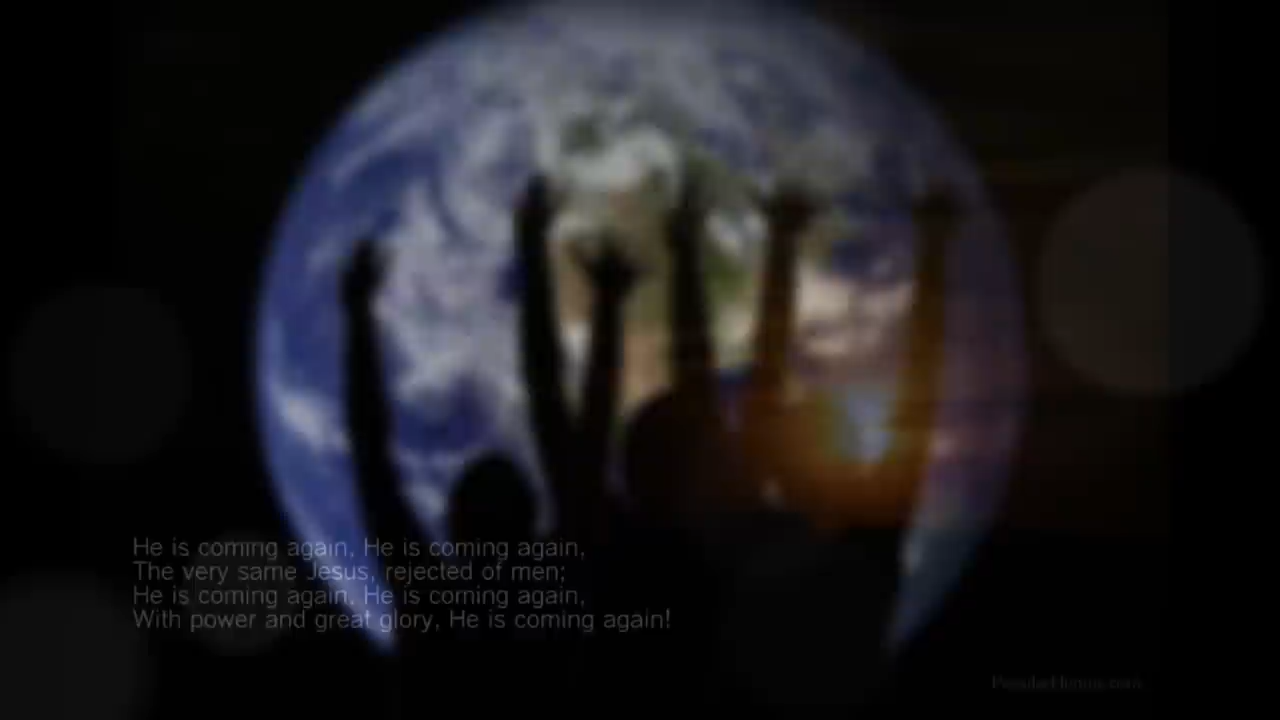 He is coming again, He is coming again,
The very same Jesus, rejected of men;
He is coming again, He is coming again,
With power and great glory, He is coming again!